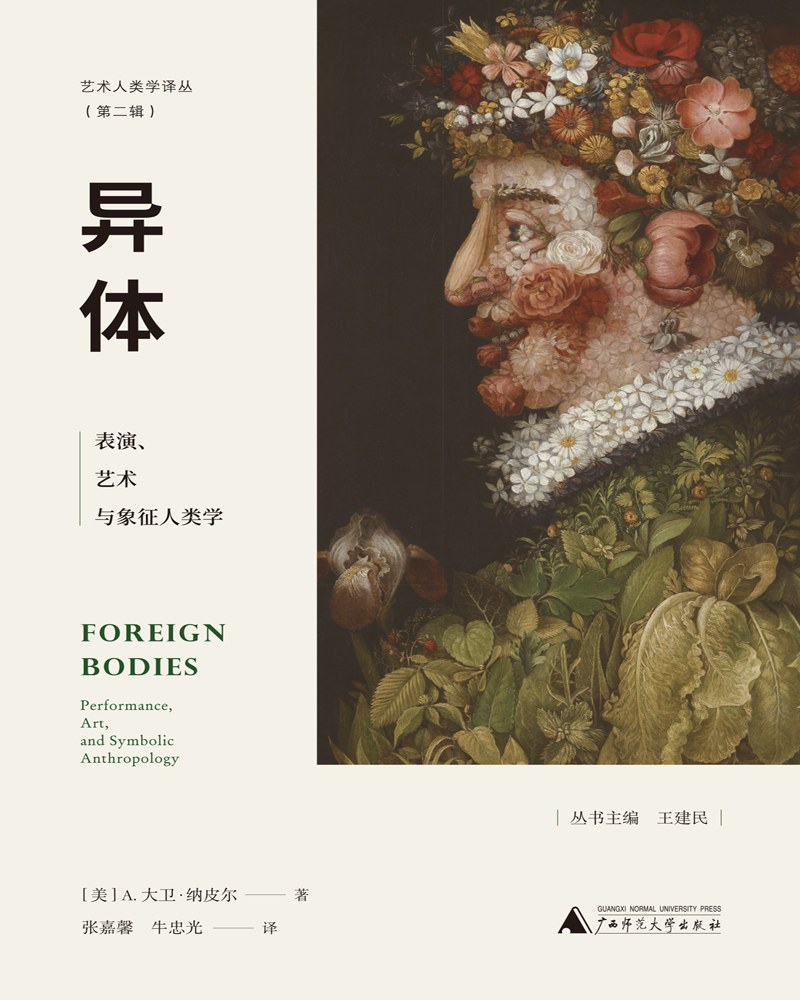 艺术人类学译丛
（第二辑）
异
体
表演、
艺术
与象征人类学
FOREIGN
BODIES
Performance,
Art,
and Symbolic
Anthropology
丛书主编 王建民
[美] A. 大卫·纳皮尔 —— 著
张嘉馨 牛忠光 —— 译
GUANGXI NORMAL UNIVERSITY PRESS
广西师范大学出版社